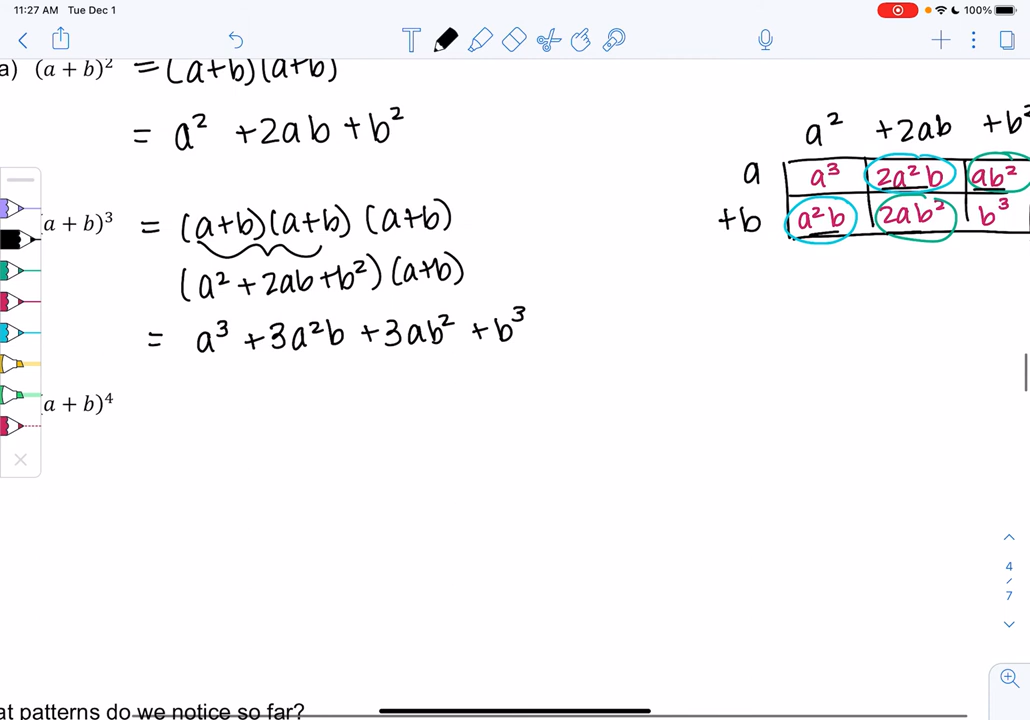 11:27 AM Tue Dec 1
100%
T
a) (a + b)² = (a+b)(a+b)
= a² +2ab +b²
a² +2ab +b²
a a³ 2a²b ab²
+b a²b 2ab² b³
a + b)³ = (a+b)(a+b) (a+b)
(a² + 2ab +b²) (a+b)
= a³ +3a²b +3ab² +b³
a + b)⁴
4
/
7
at patterns do we notice so far?